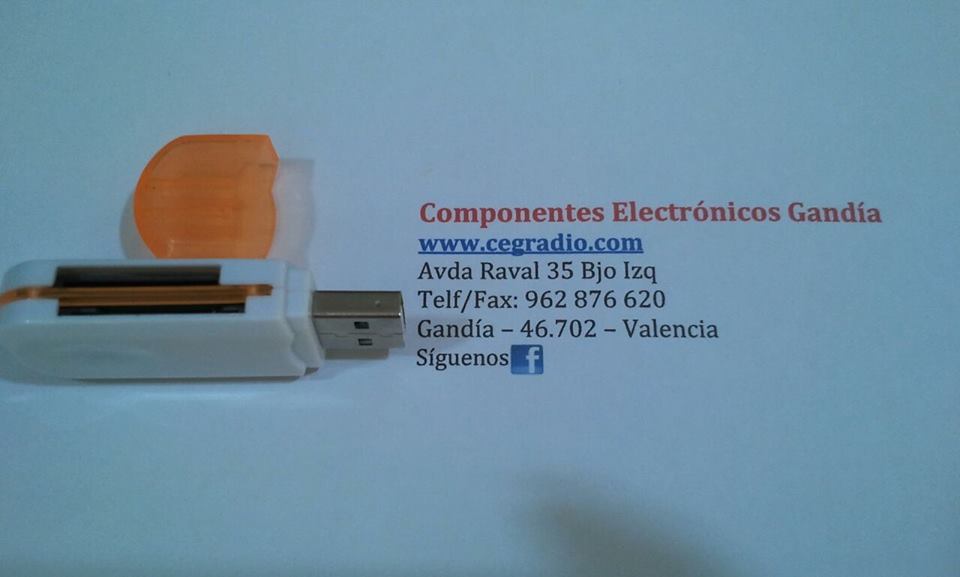 Componentes Electrónicos Gandía
www.cegradio.com
Avda Raval 35 Bjo Izq
Telf/Fax: 962 876 620
Gandía – 46.702 – Valencia
Síguenos f